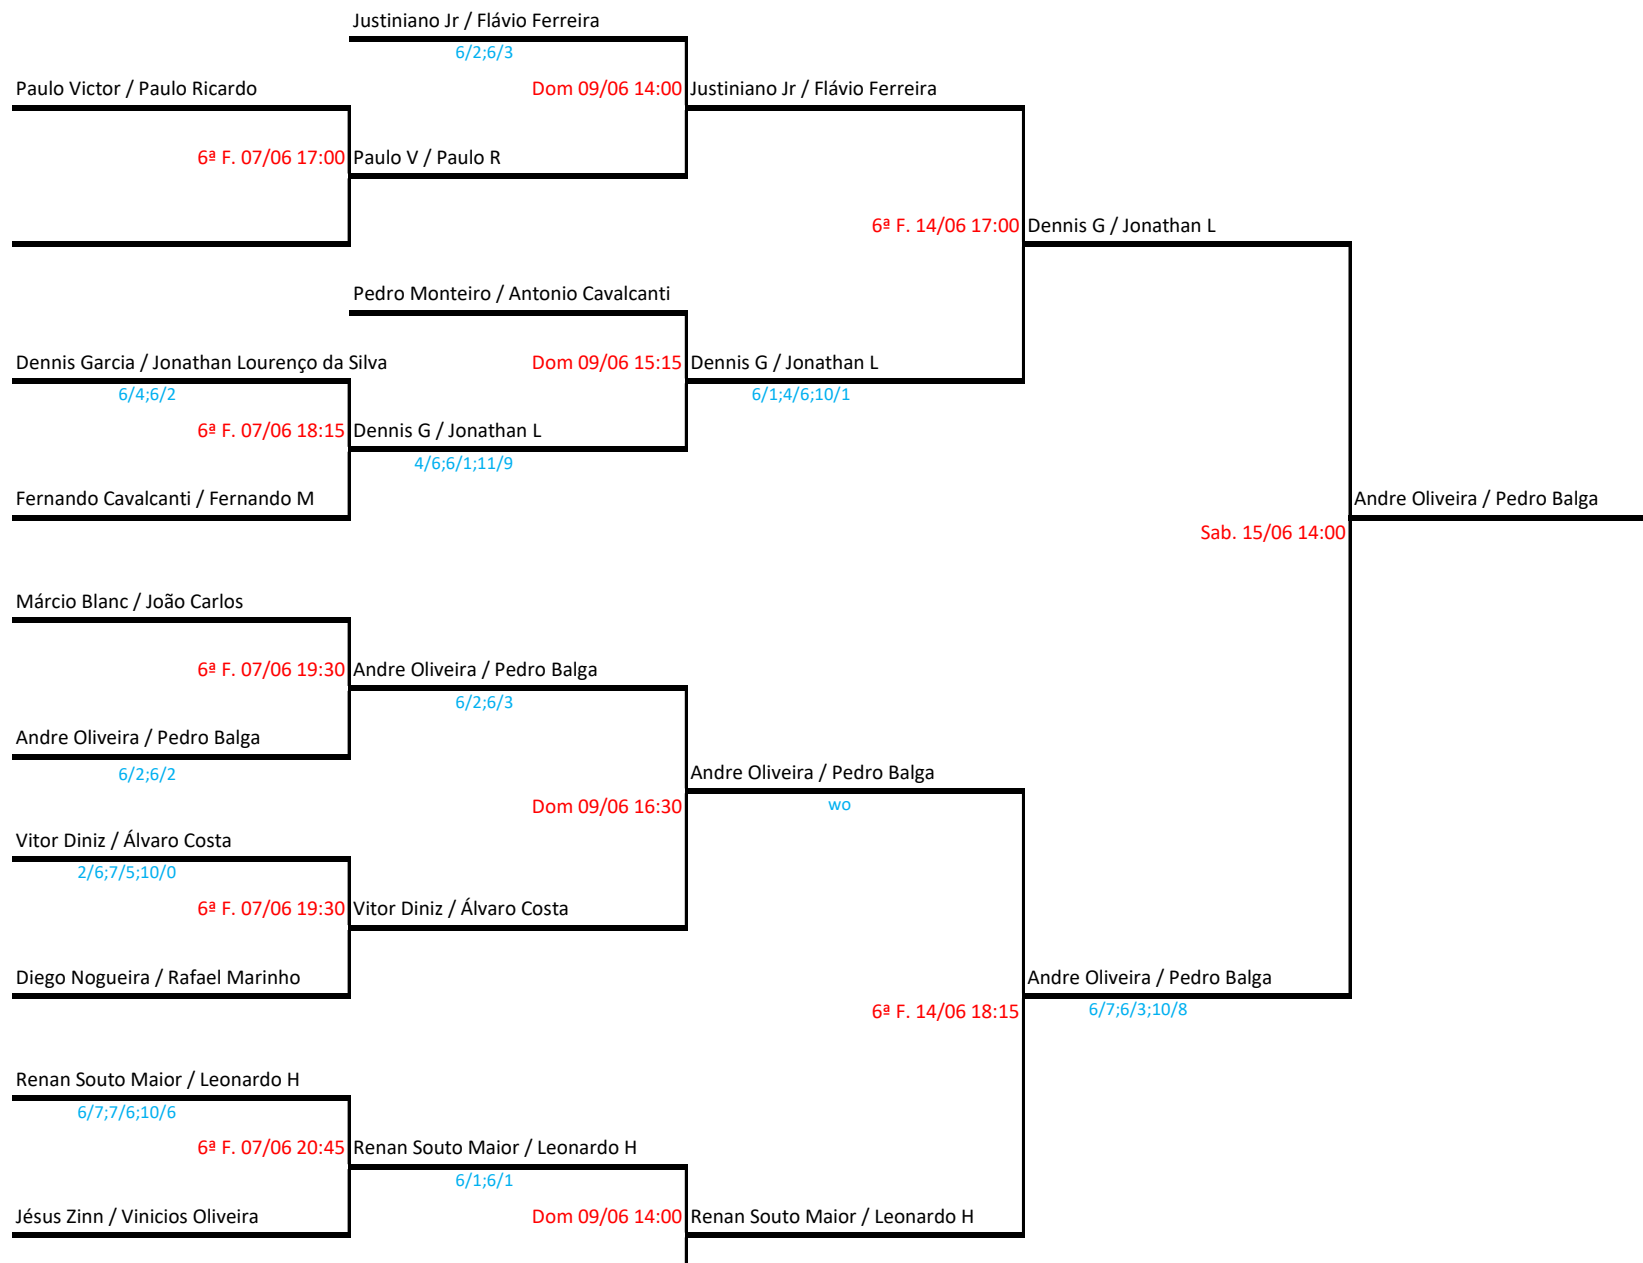 Justiniano Jr / Flávio Ferreira
6/2;6/3
Paulo Victor / Paulo Ricardo
Dom 09/06 14:00
Justiniano Jr / Flávio Ferreira
6ª F. 07/06 17:00
Paulo V / Paulo R
6ª F. 14/06 17:00
Dennis G / Jonathan L
Pedro Monteiro / Antonio Cavalcanti
Dennis Garcia / Jonathan Lourenço da Silva
Dom 09/06 15:15
Dennis G / Jonathan L
6/4;6/2
6/1;4/6;10/1
6ª F. 07/06 18:15
Dennis G / Jonathan L
4/6;6/1;11/9
Fernando Cavalcanti / Fernando M
Andre Oliveira / Pedro Balga
Sab. 15/06 14:00
Márcio Blanc / João Carlos
6ª F. 07/06 19:30
Andre Oliveira / Pedro Balga
6/2;6/3
Andre Oliveira / Pedro Balga
6/2;6/2
Andre Oliveira / Pedro Balga
Dom 09/06 16:30
wo
Vitor Diniz / Álvaro Costa
2/6;7/5;10/0
6ª F. 07/06 19:30
Vitor Diniz / Álvaro Costa
Diego Nogueira / Rafael Marinho
Andre Oliveira / Pedro Balga
6ª F. 14/06 18:15
6/7;6/3;10/8
Renan Souto Maior / Leonardo H
6/7;7/6;10/6
6ª F. 07/06 20:45
Renan Souto Maior / Leonardo H
6/1;6/1
Jésus Zinn / Vinicios Oliveira
Dom 09/06 14:00
Renan Souto Maior / Leonardo H